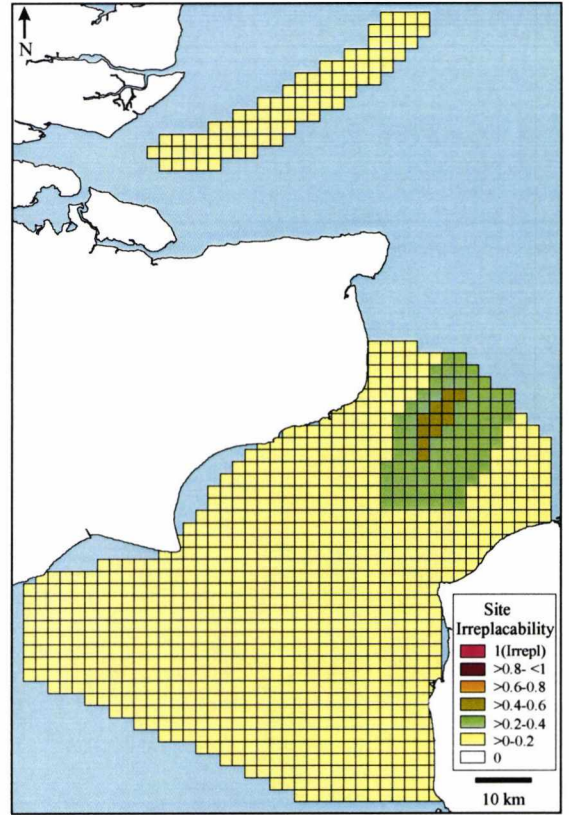 N
Site
Irreplacability
1(Irrepl)
>0.8- <1
>0.6-0.8
>0.4-0.6
>0.2-0.4
>0-0.2
0
10 km